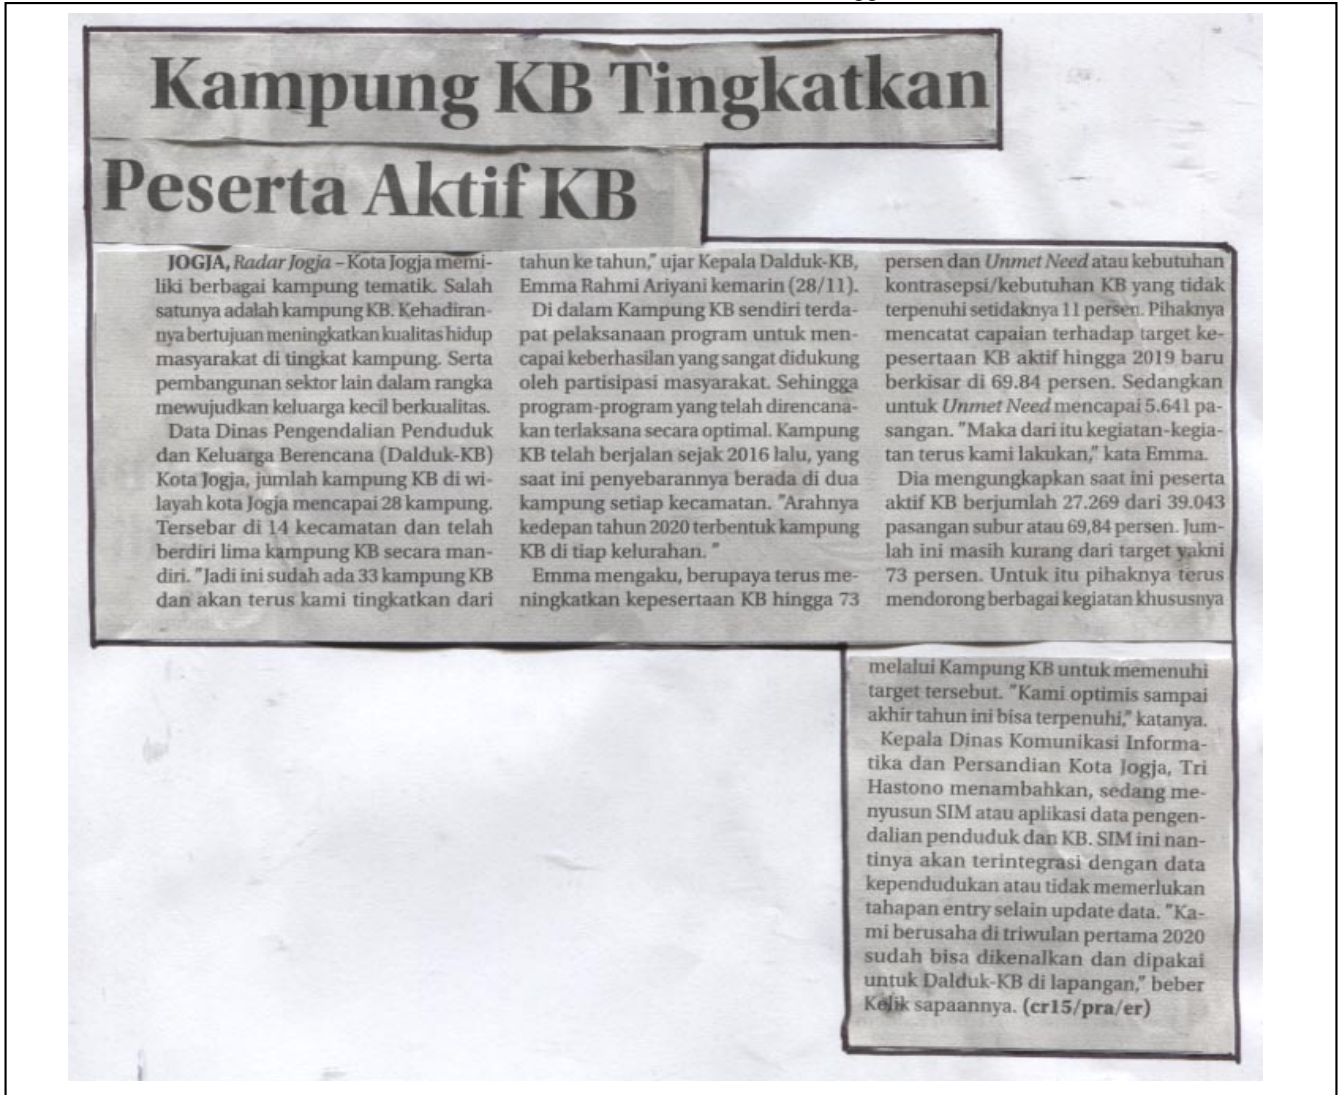 Kampung KB Tingkatkan
Peserta Aktif KB
JOGJA, Radar Jogja – Kota Jogja memi-
liki berbagai kampung tematik. Salah
satunya adalah kampung KB. Kehadiran-
nya bertujuan meningkatkan kualitas hidup
masyarakat di tingkat kampung. Serta
pembangunan sektor lain dalam rangka
mewujudkan keluarga kecil berkualitas.
Data Dinas Pengendalian Penduduk
dan Keluarga Berencana (Dalduk-KB)
Kota Jogja, jumlah kampung KB di wi-
layah kota Jogja mencapai 28 kampung.
Tersebar di 14 kecamatan dan telah
berdiri lima kampung KB secara man-
diri. "Jadi ini sudah ada 33 kampung KB
dan akan terus kami tingkatkan dari
tahun ke tahun," ujar Kepala Dalduk-KB,
Emma Rahmi Ariyani kemarin (28/11).
Di dalam Kampung KB sendiri terda-
pat pelaksanaan program untuk men-
capai keberhasilan yang sangat didukung
oleh partisipasi masyarakat. Sehingga
program-program yang telah direncana-
kan terlaksana secara optimal. Kampung
KB telah berjalan sejak 2016 lalu, yang
saat ini penyebarannya berada di dua
kampung setiap kecamatan. "Arahnya
kedepan tahun 2020 terbentuk kampung
KB di tiap kelurahan. "
Emma mengaku, berupaya terus me-
ningkatkan kepesertaan KB hingga 73
persen dan Unmet Need atau kebutuhan
kontrasepsi/kebutuhan KB yang tidak
terpenuhi setidaknya 11 persen. Pihaknya
mencatat capaian terhadap target ke-
pesertaan KB aktif hingga 2019 baru
berkisar di 69.84 persen. Sedangkan
untuk Unmet Need mencapai 5.641 pa-
sangan. "Maka dari itu kegiatan-kegia-
tan terus kami lakukan," kata Emma.
Dia mengungkapkan saat ini peserta
aktif KB berjumlah 27.269 dari 39.043
pasangan subur atau 69,84 persen. Jum-
lah ini masih kurang dari target yakni
73 persen. Untuk itu pihaknya terus
mendorong berbagai kegiatan khususnya
melalui Kampung KB untuk memenuhi
target tersebut. "Kami optimis sampai
akhir tahun ini bisa terpenuhi," katanya.
Kepala Dinas Komunikasi Informa-
tika dan Persandian Kota Jogja, Tri
Hastono menambahkan, sedang me-
nyusun SIM atau aplikasi data pengen-
dalian penduduk dan KB. SIM ini nan-
tinya akan terintegrasi dengan data
kependudukan atau tidak memerlukan
tahapan entry selain update data. "Ka-
mi berusaha di triwulan pertama 2020
sudah bisa dikenalkan dan dipakai
untuk Dalduk-KB di lapangan," beber
Kelik sapaannya. (cr15/pra/er)